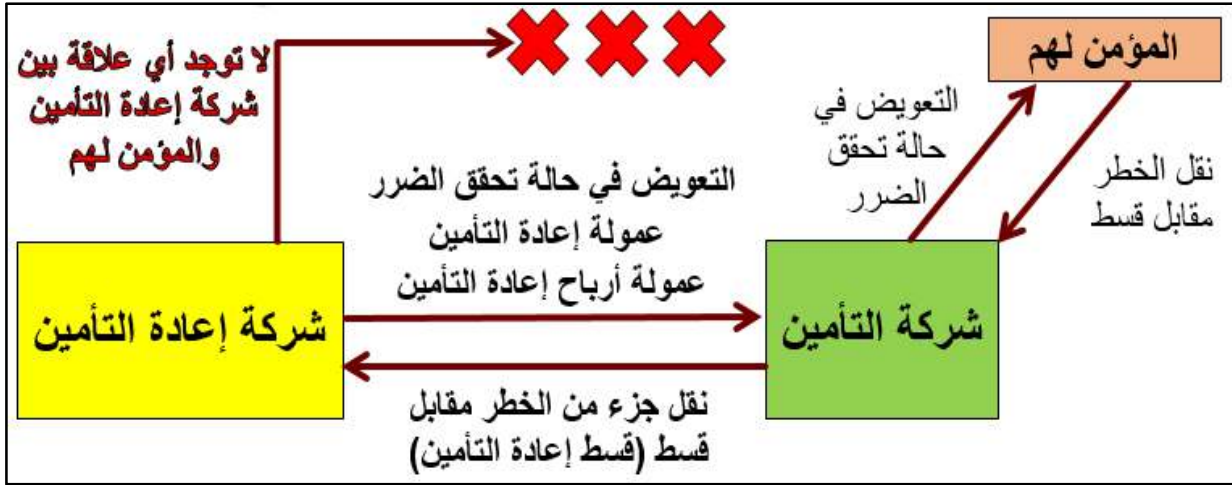 المؤمن لهم
لا توجد أي علاقة بين
شركة إعادة التأمين
والمؤمن لهم
التعويض في
حالة تحقق
الضرر
نقل الخطر
مقابل قسط
التعويض في حالة تحقق الضرر
عمولة إعادة التأمين
عمولة أرباح إعادة التأمين
شركة التأمين
شركة إعادة التأمين
نقل جزء من الخطر مقابل
قسط (قسط إعادة التأمين)